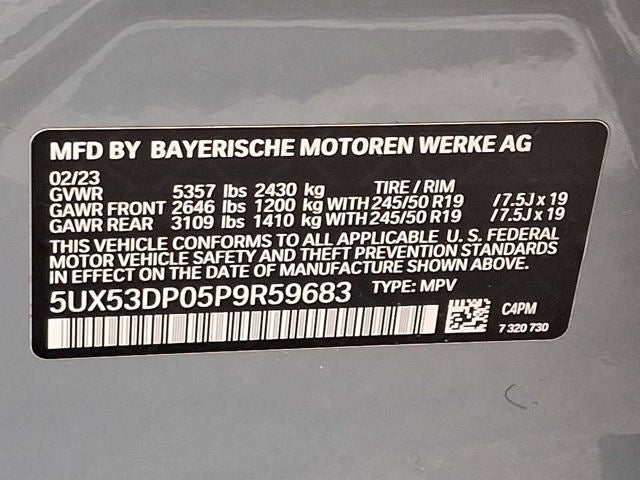 MFD BY BAYERISCHE MOTOREN WERKE AG
02/23
GVWR 5357 lbs 2430 kg TIRE / RIM
GAWR FRONT 2646 lbs 1200 kg WITH 245/50 R19 / 7.5J x 19
GAWR REAR 3109 lbs 1410 kg WITH 245/50 R19 / 7.5J x 19
THIS VEHICLE CONFORMS TO ALL APPLICABLE U. S. FEDERAL
MOTOR VEHICLE SAFETY AND THEFT PREVENTION STANDARDS
IN EFFECT ON THE DATE OF MANUFACTURE SHOWN ABOVE.
5UX53DP05P9R59683 TYPE: MPV
C4PM
7 320 730